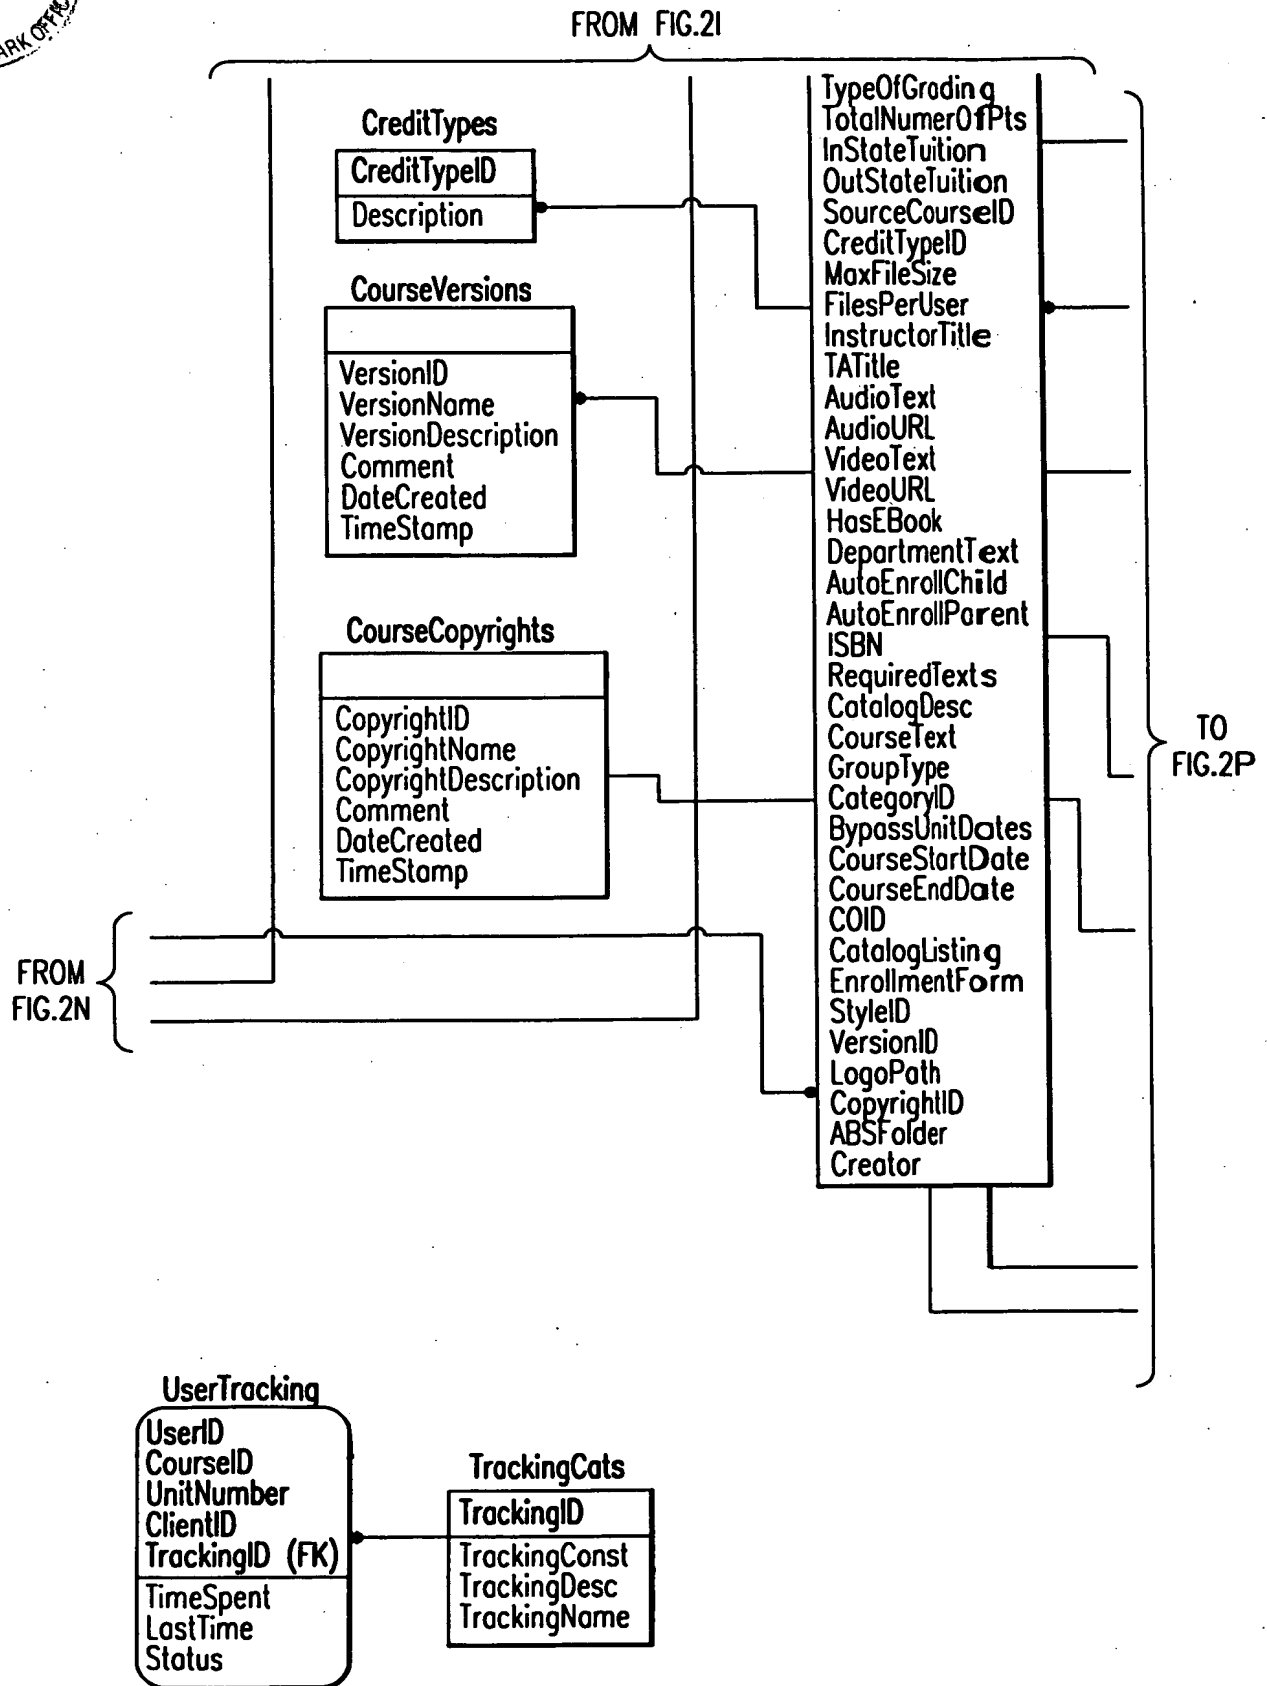 ARK OFFIC
FROM FIG.2I
CreditTypes
CreditTypeID
Description
CourseVersions
VersionID
VersionName
VersionDescription
Comment
DateCreated
TimeStamp
CourseCopyrights
CopyrightID
CopyrightName
CopyrightDescription
Comment
DateCreated
TimeStamp
TypeOfGrading
TotalNumerOfPts
InStateTuition
OutStateTuition
SourceCourseID
CreditTypeID
MaxFileSize
FilesPerUser
InstructorTitle
TATitle
AudioText
AudioURL
VideoText
VideoURL
HasEBook
DepartmentText
AutoEnrollChild
AutoEnrollParent
ISBN
RequiredTexts
CatalogDesc
CourseText
GroupType
CategoryID
BypassUnitDates
CourseStartDate
CourseEndDate
COID
CatalogListing
EnrollmentForm
StyleID
VersionID
LogoPath
CopyrightID
ABSFolder
Creator
TO
FIG.2P
FROM
FIG.2N
UserTracking
UserID
CourseID
UnitNumber
ClientID
TrackingID (FK)
TimeSpent
LastTime
Status
TrackingCats
TrackingID
TrackingConst
TrackingDesc
TrackingName